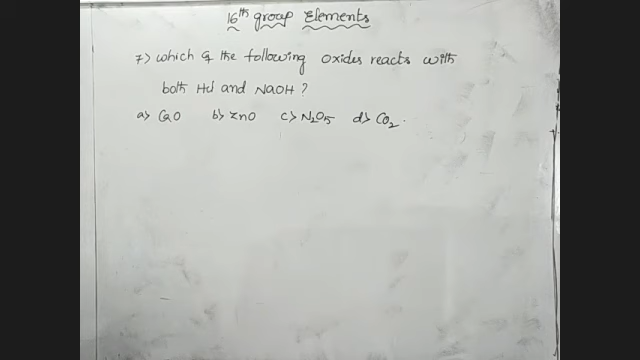 16th group Elements
7> which of the following oxides reacts with
both HCl and NaOH ?
a> CaO b> ZnO c> N2O5 d> CO2.